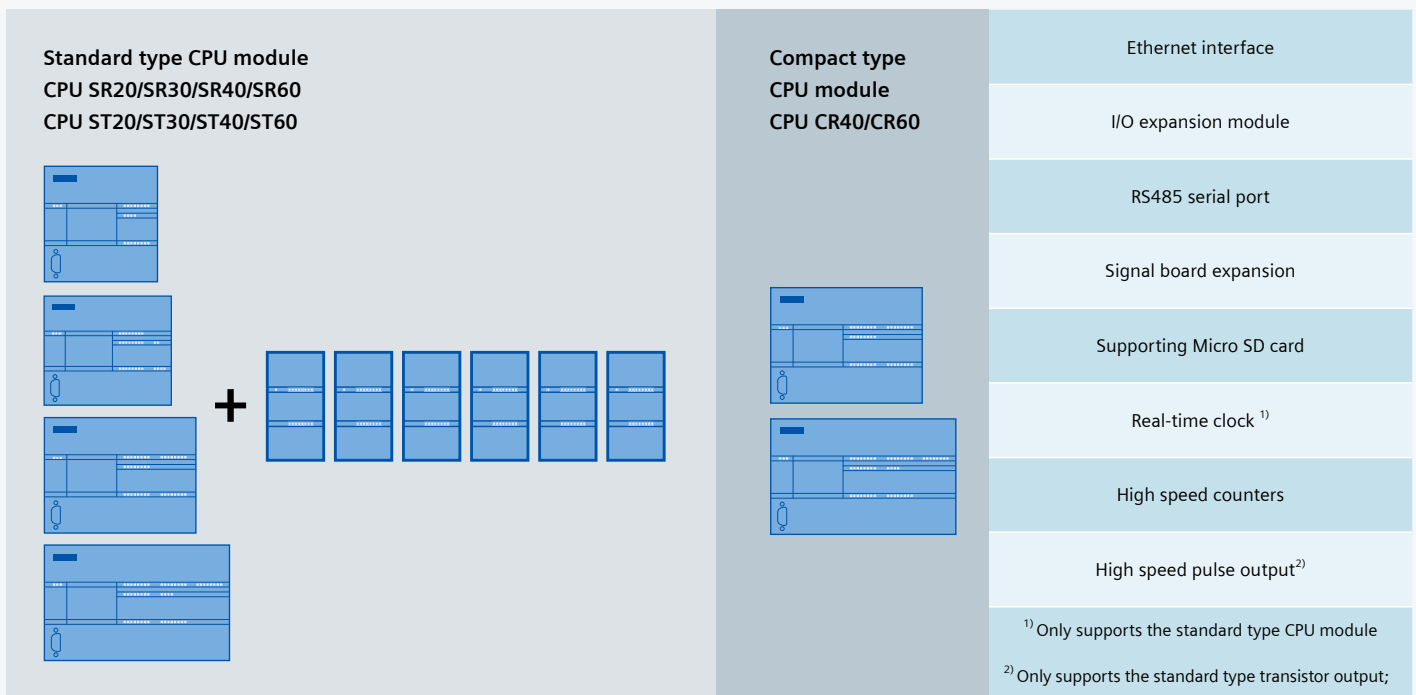 Standard type CPU module
CPU SR20/SR30/SR40/SR60
CPU ST20/ST30/ST40/ST60
Compact type
CPU module
CPU CR40/CR60
Ethernet interface
I/O expansion module
RS485 serial port
Signal board expansion
Supporting Micro SD card
Real-time clock 1)
High speed counters
High speed pulse output2)
1) Only supports the standard type CPU module
2) Only supports the standard type transistor output;